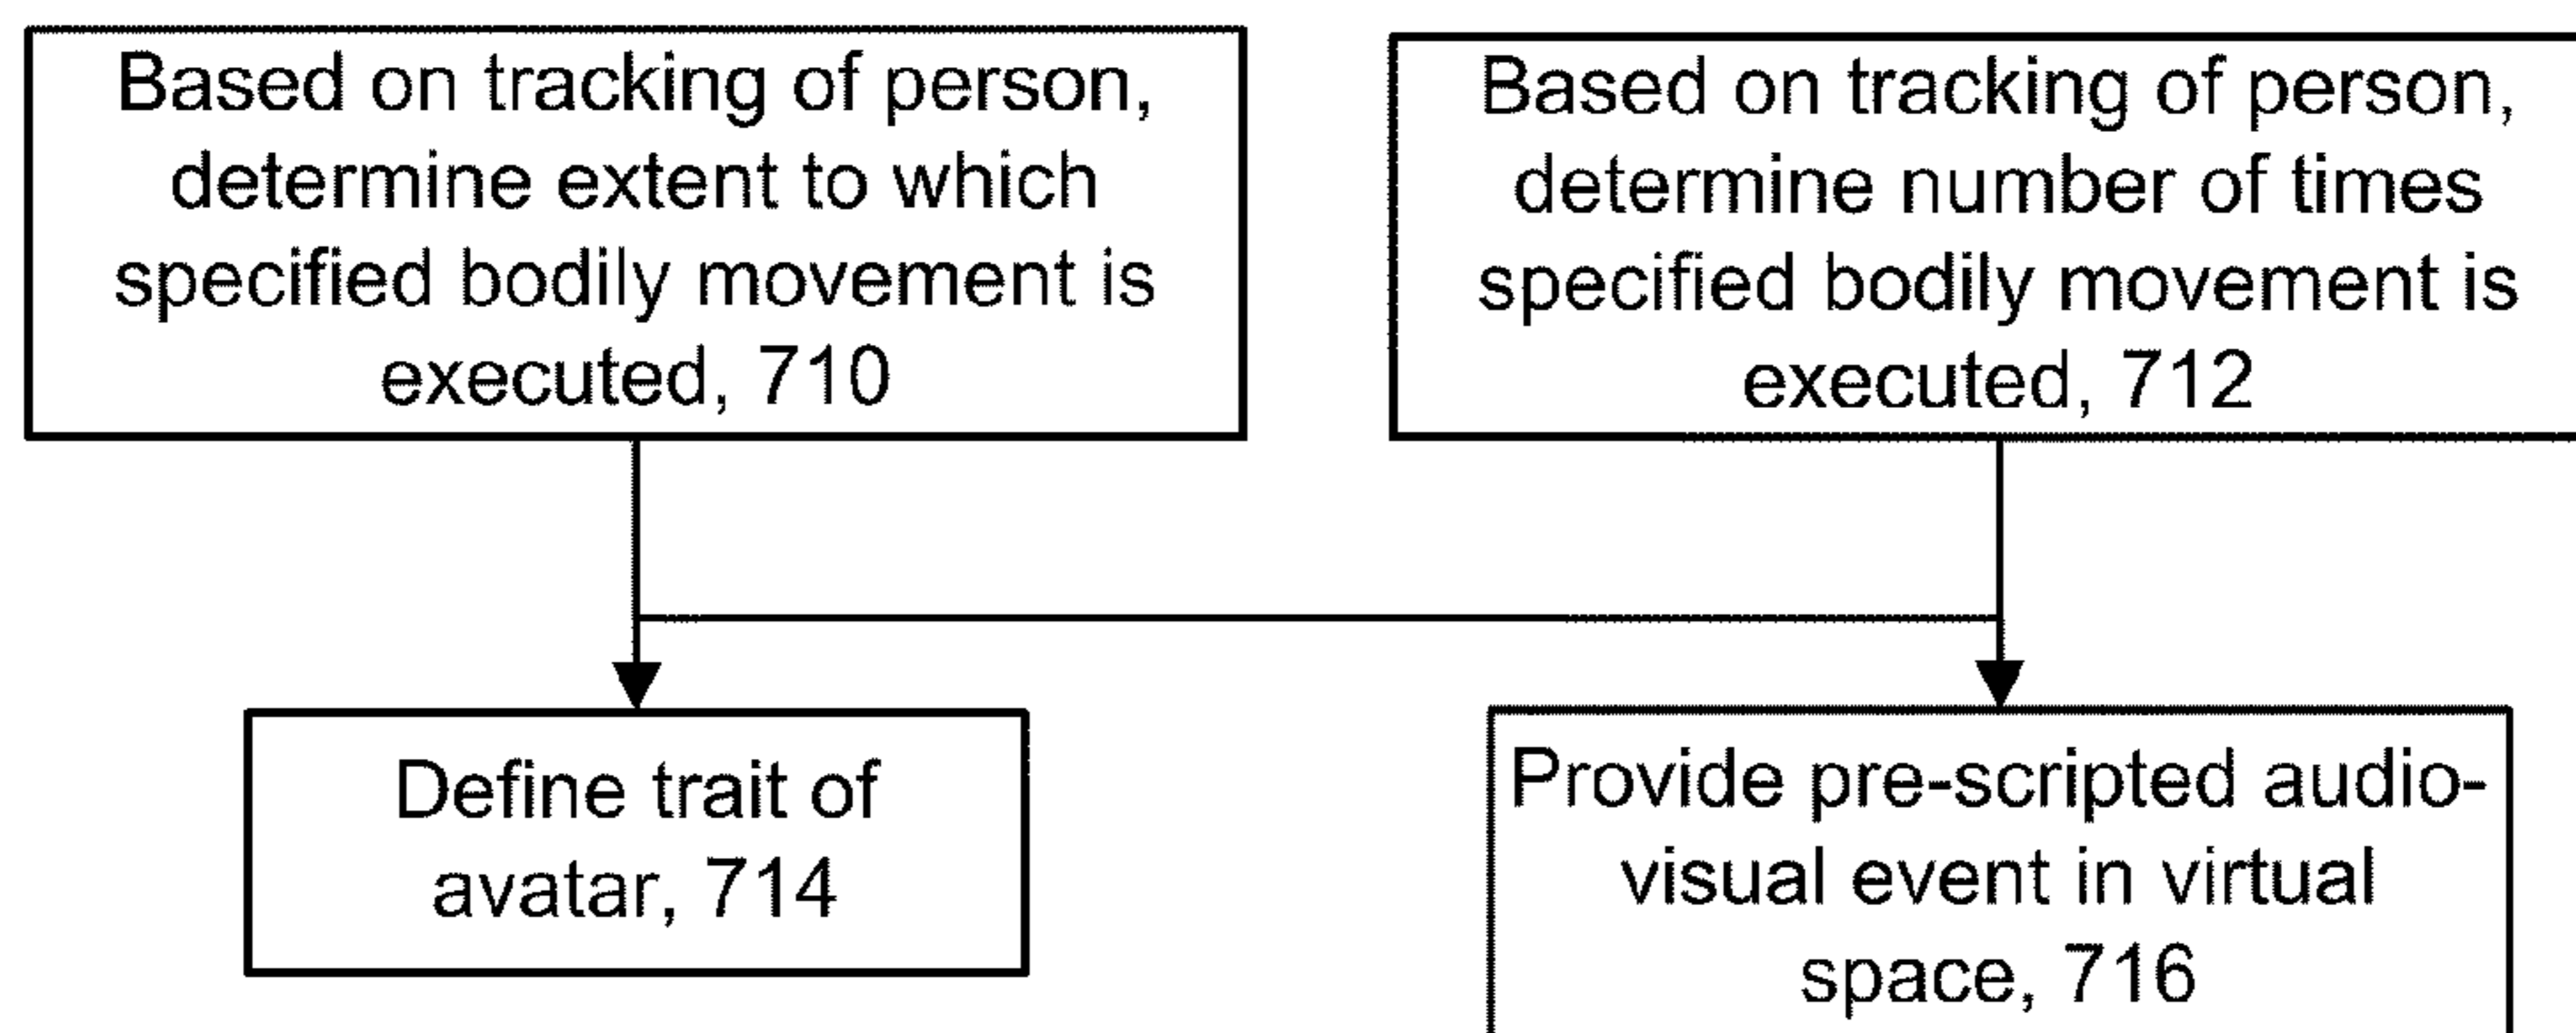 Based on tracking of person,
determine extent to which
specified bodily movement is
executed, 710
Based on tracking of person,
determine number of times
specified bodily movement is
executed, 712
Define trait of
avatar, 714
Provide pre-scripted audio-
visual event in virtual
space, 716